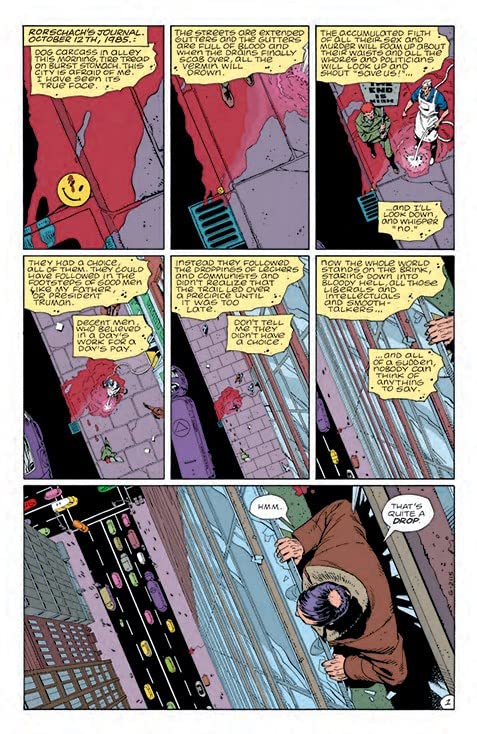 RORSCHACH'S JOURNAL.
OCTOBER 12TH, 1985.:
DOG CARCASS IN ALLEY
THIS MORNING, TIRE TREAD
ON BURST STOMACH. THIS
CITY IS AFRAID OF ME.
I HAVE SEEN ITS
TRUE FACE.
THE STREETS ARE EXTENDED
GUTTERS AND THE GUTTERS
ARE FULL OF BLOOD AND
WHEN THE DRAINS FINALLY
SCAB OVER, ALL THE
VERMIN WILL
DROWN.
THE ACCUMULATED FILTH
OF ALL THEIR SEX AND
MURDER WILL FOAM UP ABOUT
THEIR WAISTS AND ALL THE
WHORES AND POLITICIANS
WILL LOOK UP AND
SHOUT "SAVE US!"...
THE END
IS
NIGH
...AND I'LL
LOOK DOWN,
AND WHISPER
"NO."
THEY HAD A CHOICE,
ALL OF THEM. THEY COULD
HAVE FOLLOWED IN THE
FOOTSTEPS OF GOOD MEN
LIKE MY FATHER,
OR PRESIDENT
TRUMAN.
DECENT MEN,
WHO BELIEVED
IN A DAY'S
WORK FOR A
DAY'S PAY.
INSTEAD THEY FOLLOWED
THE DROPPINGS OF LECHERS
AND COMMUNISTS AND
DIDN'T REALIZE THAT
THE TRAIL LED OVER
A PRECIPICE UNTIL
IT WAS TOO
LATE.
DON'T TELL
ME THEY
DIDN'T HAVE
A CHOICE.
NOW THE WHOLE WORLD
STANDS ON THE BRINK,
STARING DOWN INTO
BLOODY HELL, ALL THOSE
LIBERALS AND
INTELLECTUALS
AND SMOOTH-
TALKERS...
...AND ALL OF
A SUDDEN,
NOBODY CAN
THINK OF
ANYTHING
TO SAY.
HMM.
THAT'S
QUITE A
DROP.
1